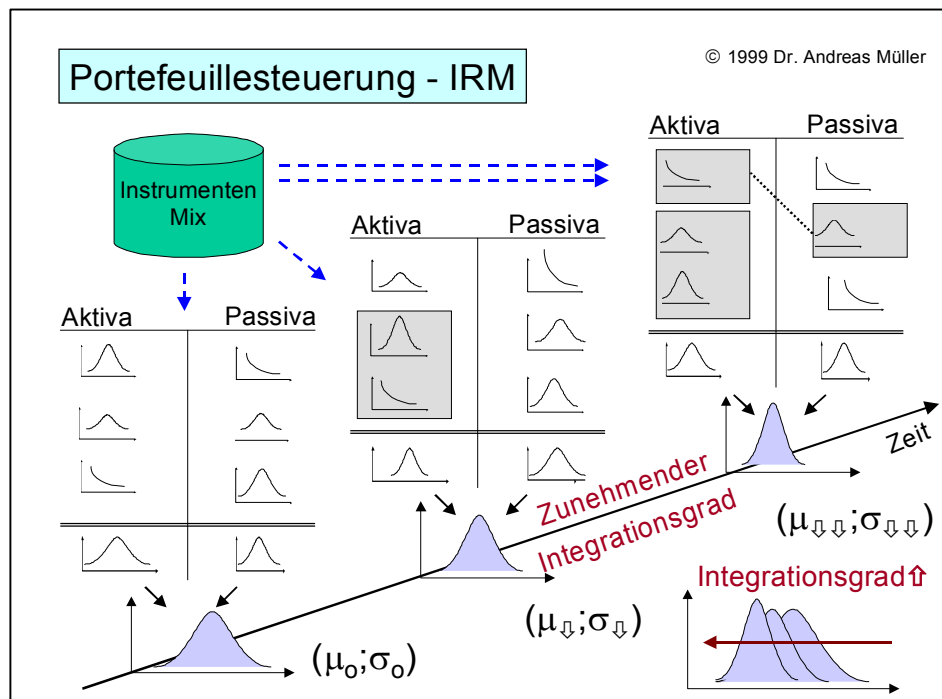 Portefeuillesteuerung - IRM
© 1999 Dr. Andreas Müller
Instrumenten
Mix
Aktiva
Passiva
Aktiva
Passiva
Aktiva
Passiva
Zeit
Zunehmender
Integrationsgrad
(μo;σo)
(μ⇩;σ⇩)
(μ⇩⇩;σ⇩⇩)
Integrationsgrad⇧